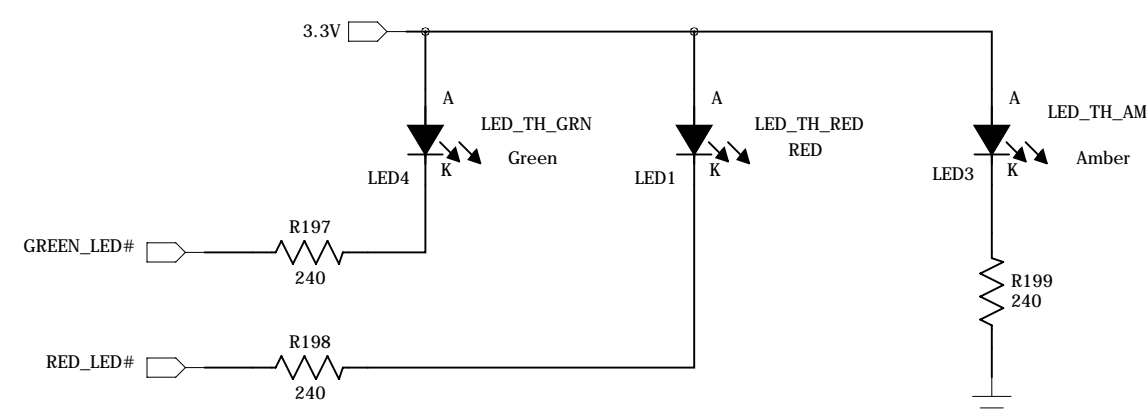 3.3V
A
A
A
LED_TH_GRN
LED_TH_RED
LED_TH_AM
Green
RED
Amber
LED4
K
LED1
K
LED3
K
R197
GREEN_LED#
240
R199
240
R198
RED_LED#
240